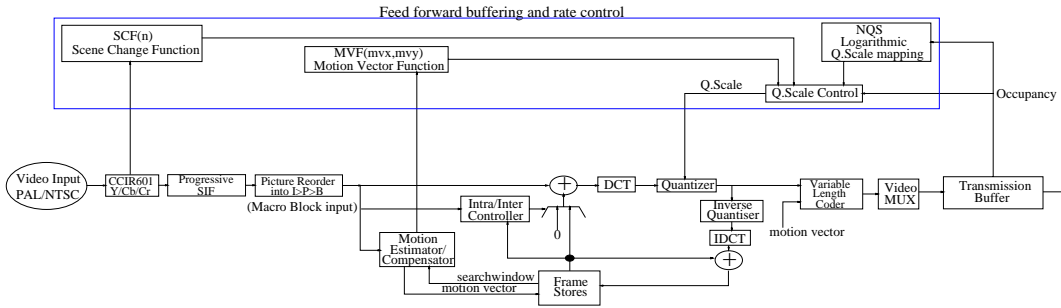 Feed forward buffering and rate control
SCF(n)
Scene Change Function
MVF(mvx,mvy)
Motion Vector Function
NQS
Logarithmic
Q.Scale mapping
Q.Scale
Q.Scale Control
Occupancy
Video Input
PAL/NTSC
CCIR601
Y/Cb/Cr
Progressive
SIF
Picture Reorder
into I>P>B
(Macro Block input)
DCT
Quantizer
Variable
Length
Coder
Video
MUX
Transmission
Buffer
Intra/Inter
Controller
0
Inverse
Quantiser
motion vector
IDCT
Motion
Estimator/
Compensator
searchwindow
motion vector
Frame
Stores